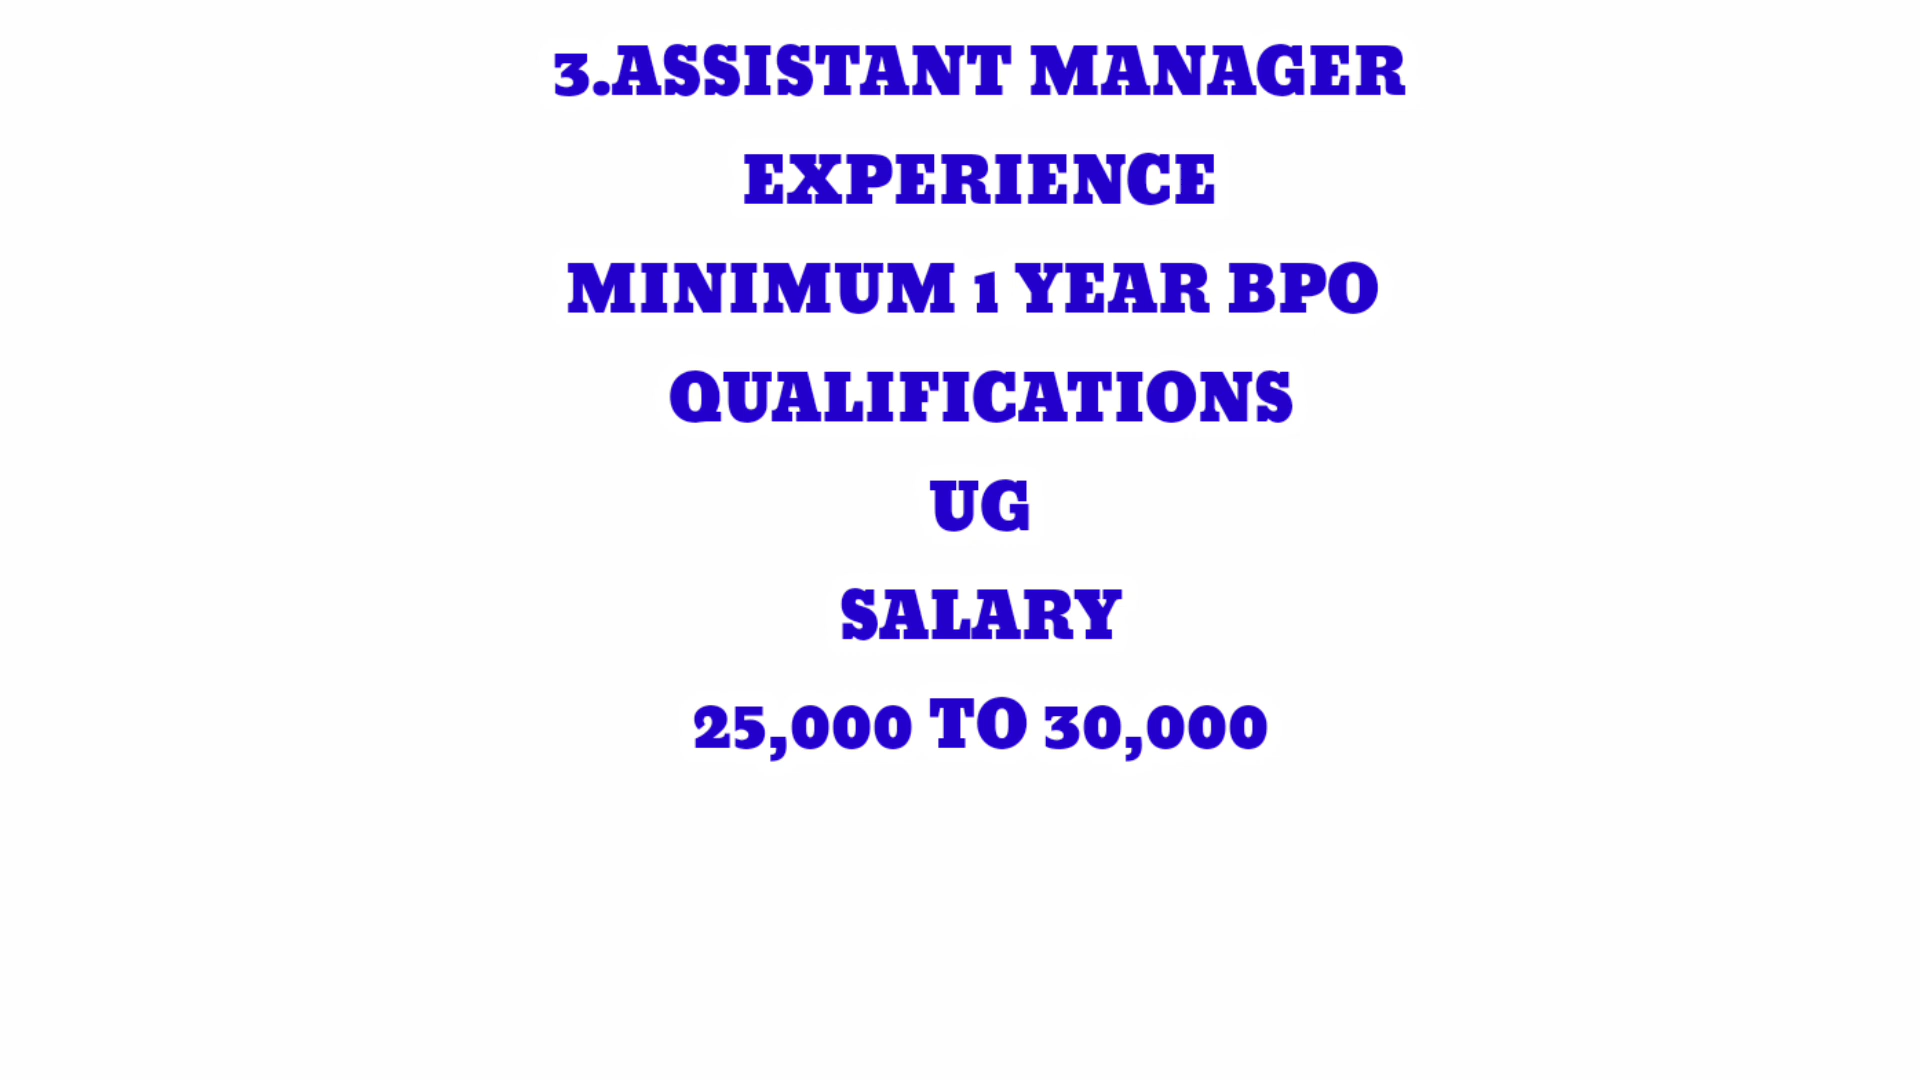 3.ASSISTANT MANAGER
EXPERIENCE
MINIMUM 1 YEAR BPO
QUALIFICATIONS
UG
SALARY
25,000 TO 30,000